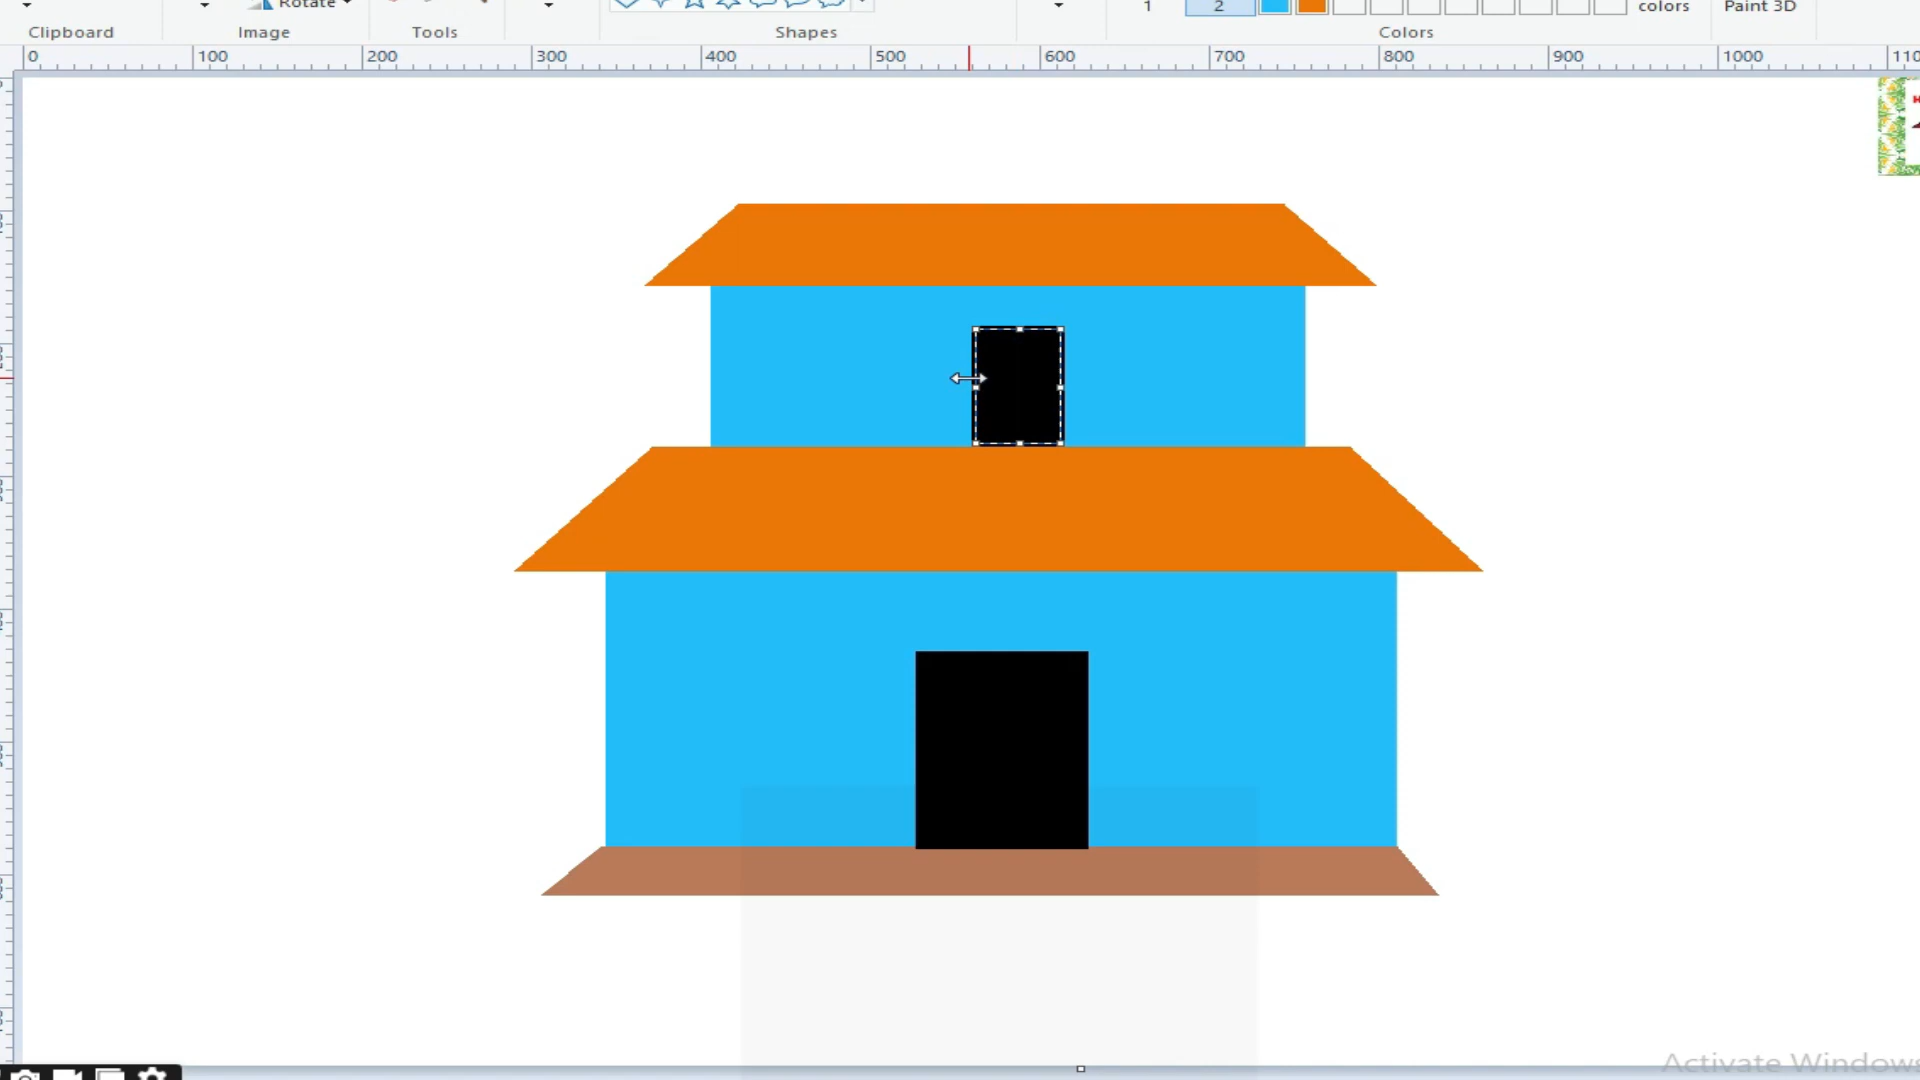 Rotate
1
2
colors
Paint 3D
Clipboard
Image
Tools
Shapes
Colors
0
100
200
300
400
500
600
700
800
900
1000
Activate Windows